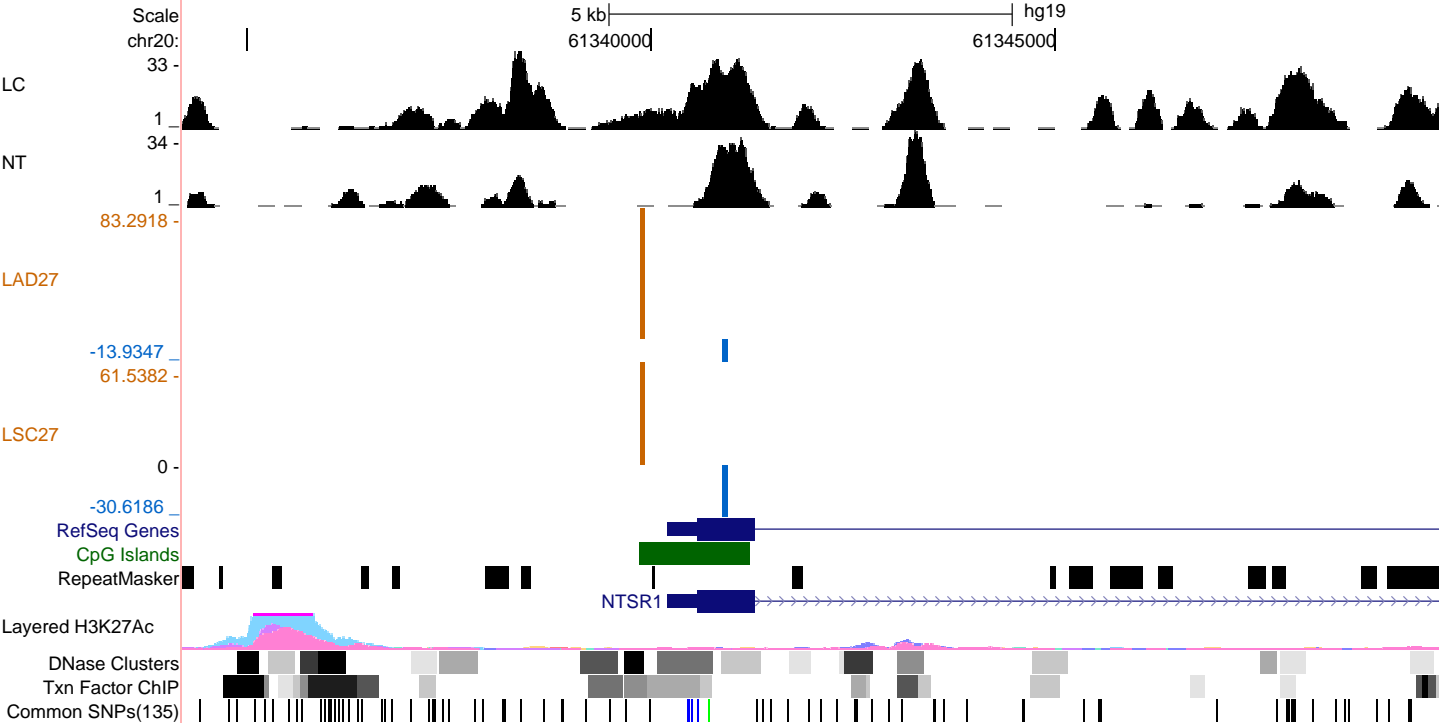 Scale 5 kb hg19
chr20: 61340000 61345000
33 -
LC
1 _
34 -
NT
1 _
83.2918 -
LAD27
-13.9347 _
61.5382 -
LSC27
0 -
-30.6186 _
RefSeq Genes
CpG Islands
RepeatMasker
NTSR1
Layered H3K27Ac
DNase Clusters
Txn Factor ChIP
Common SNPs(135)